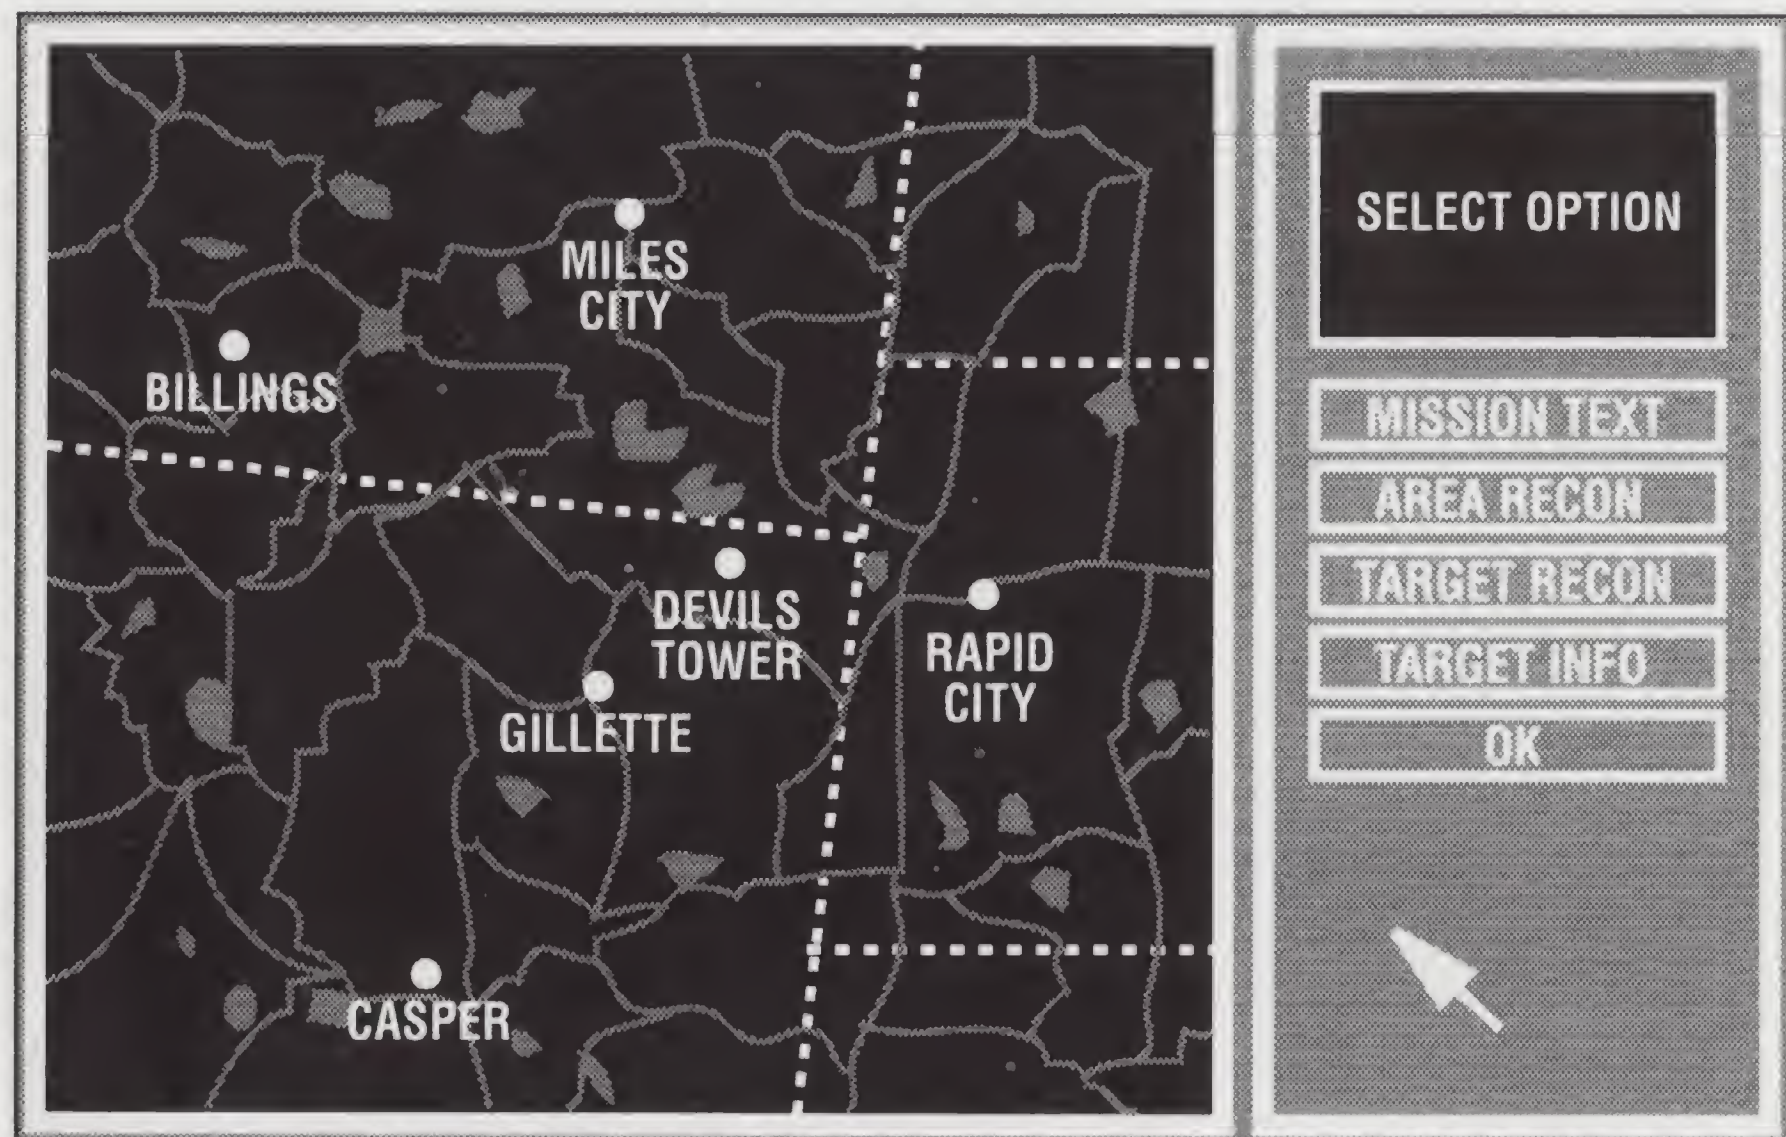 MILES
CITY
BILLINGS
DEVILS
TOWER
RAPID
CITY
GILLETTE
CASPER
SELECT OPTION
MISSION TEXT
AREA RECON
TARGET RECON
TARGET INFO
OK